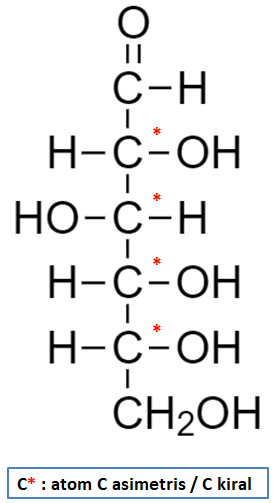 O
C–H
*
H–C–OH
*
HO–C–H
*
H–C–OH
*
H–C–OH
CH₂OH
C* : atom C asimetris / C kiral